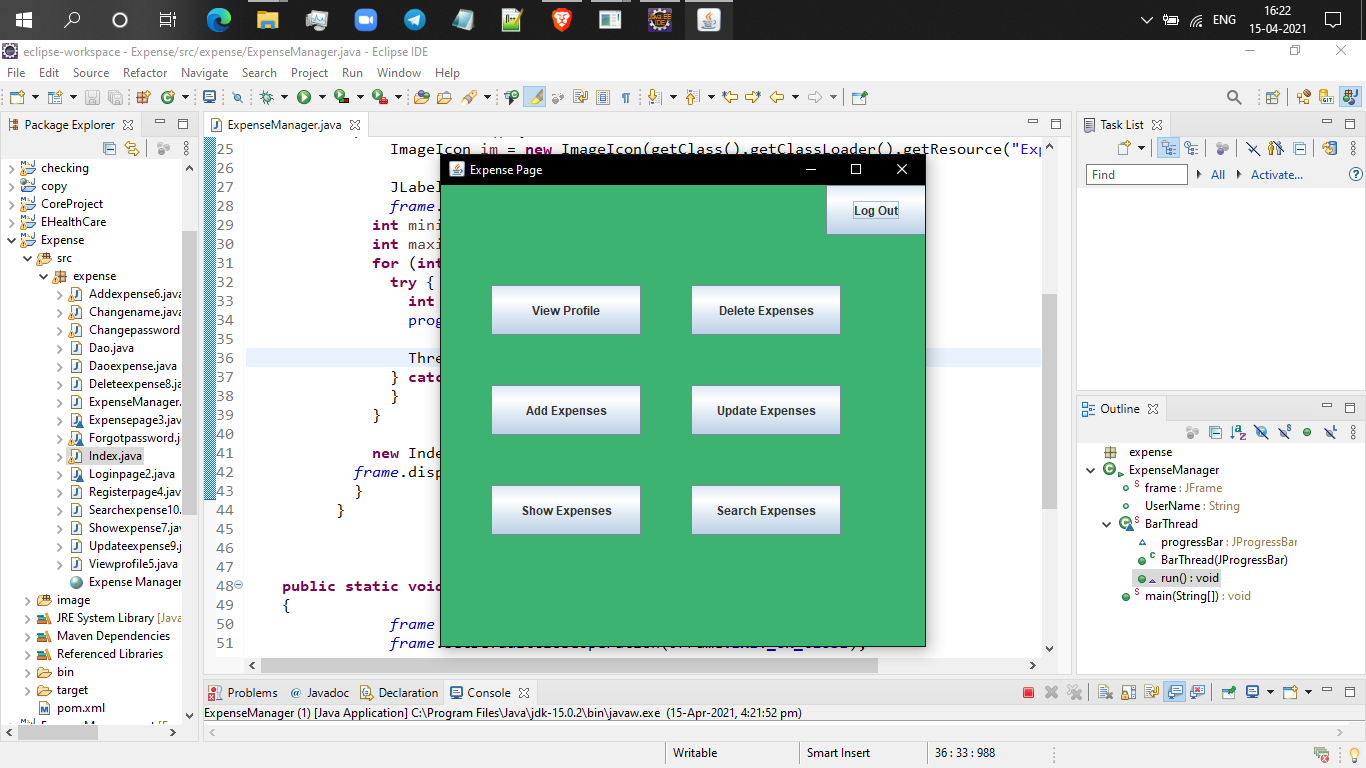 ENG
16:22
15-04-2021
eclipse-workspace - Expense/src/expense/ExpenseManager.java - Eclipse IDE
File Edit Source Refactor Navigate Search Project Run Window Help
Package Explorer
checking
copy
CoreProject
EHealthCare
Expense
src
expense
Addexpense6.java
Changename.java
Changepassword
Dao.java
Daoexpense.java
Deleteexpense8.ja
ExpenseManager.
Expensepage3.jav
Forgotpassword.ja
Index.java
Loginpage2.java
Registerpage4.jav
Searchexpense10.
Showexpense7.jav
Updateexpense9.j
Viewprofile5.java
Expense Manager
image
JRE System Library [Java
Maven Dependencies
Referenced Libraries
bin
target
pom.xml
ExpenseManager.java
25 ImageIcon im = new ImageIcon(getClass().getClassLoader().getResource("Exp
26
27 JLabel
28 frame.
29 int mini
30 int maxi
31 for (int
32 try {
33 int
34 prog
35
36 Thre
37 } catc
38 }
39 }
40
41 new Inde
42 frame.disp
43 }
44 }
45
46
47
48 public static void
49 {
50 frame
51
Expense Page
Log Out
View Profile
Delete Expenses
Add Expenses
Update Expenses
Show Expenses
Search Expenses
Task List
Find
All
Activate...
Outline
expense
ExpenseManager
frame : JFrame
UserName : String
BarThread
progressBar : JProgressBar
BarThread(JProgressBar)
run() : void
main(String[]) : void
Problems @ Javadoc Declaration Console
ExpenseManager (1) [Java Application] C:\Program Files\Java\jdk-15.0.2\bin\javaw.exe (15-Apr-2021, 4:21:52 pm)
Writable
Smart Insert
36 : 33 : 988